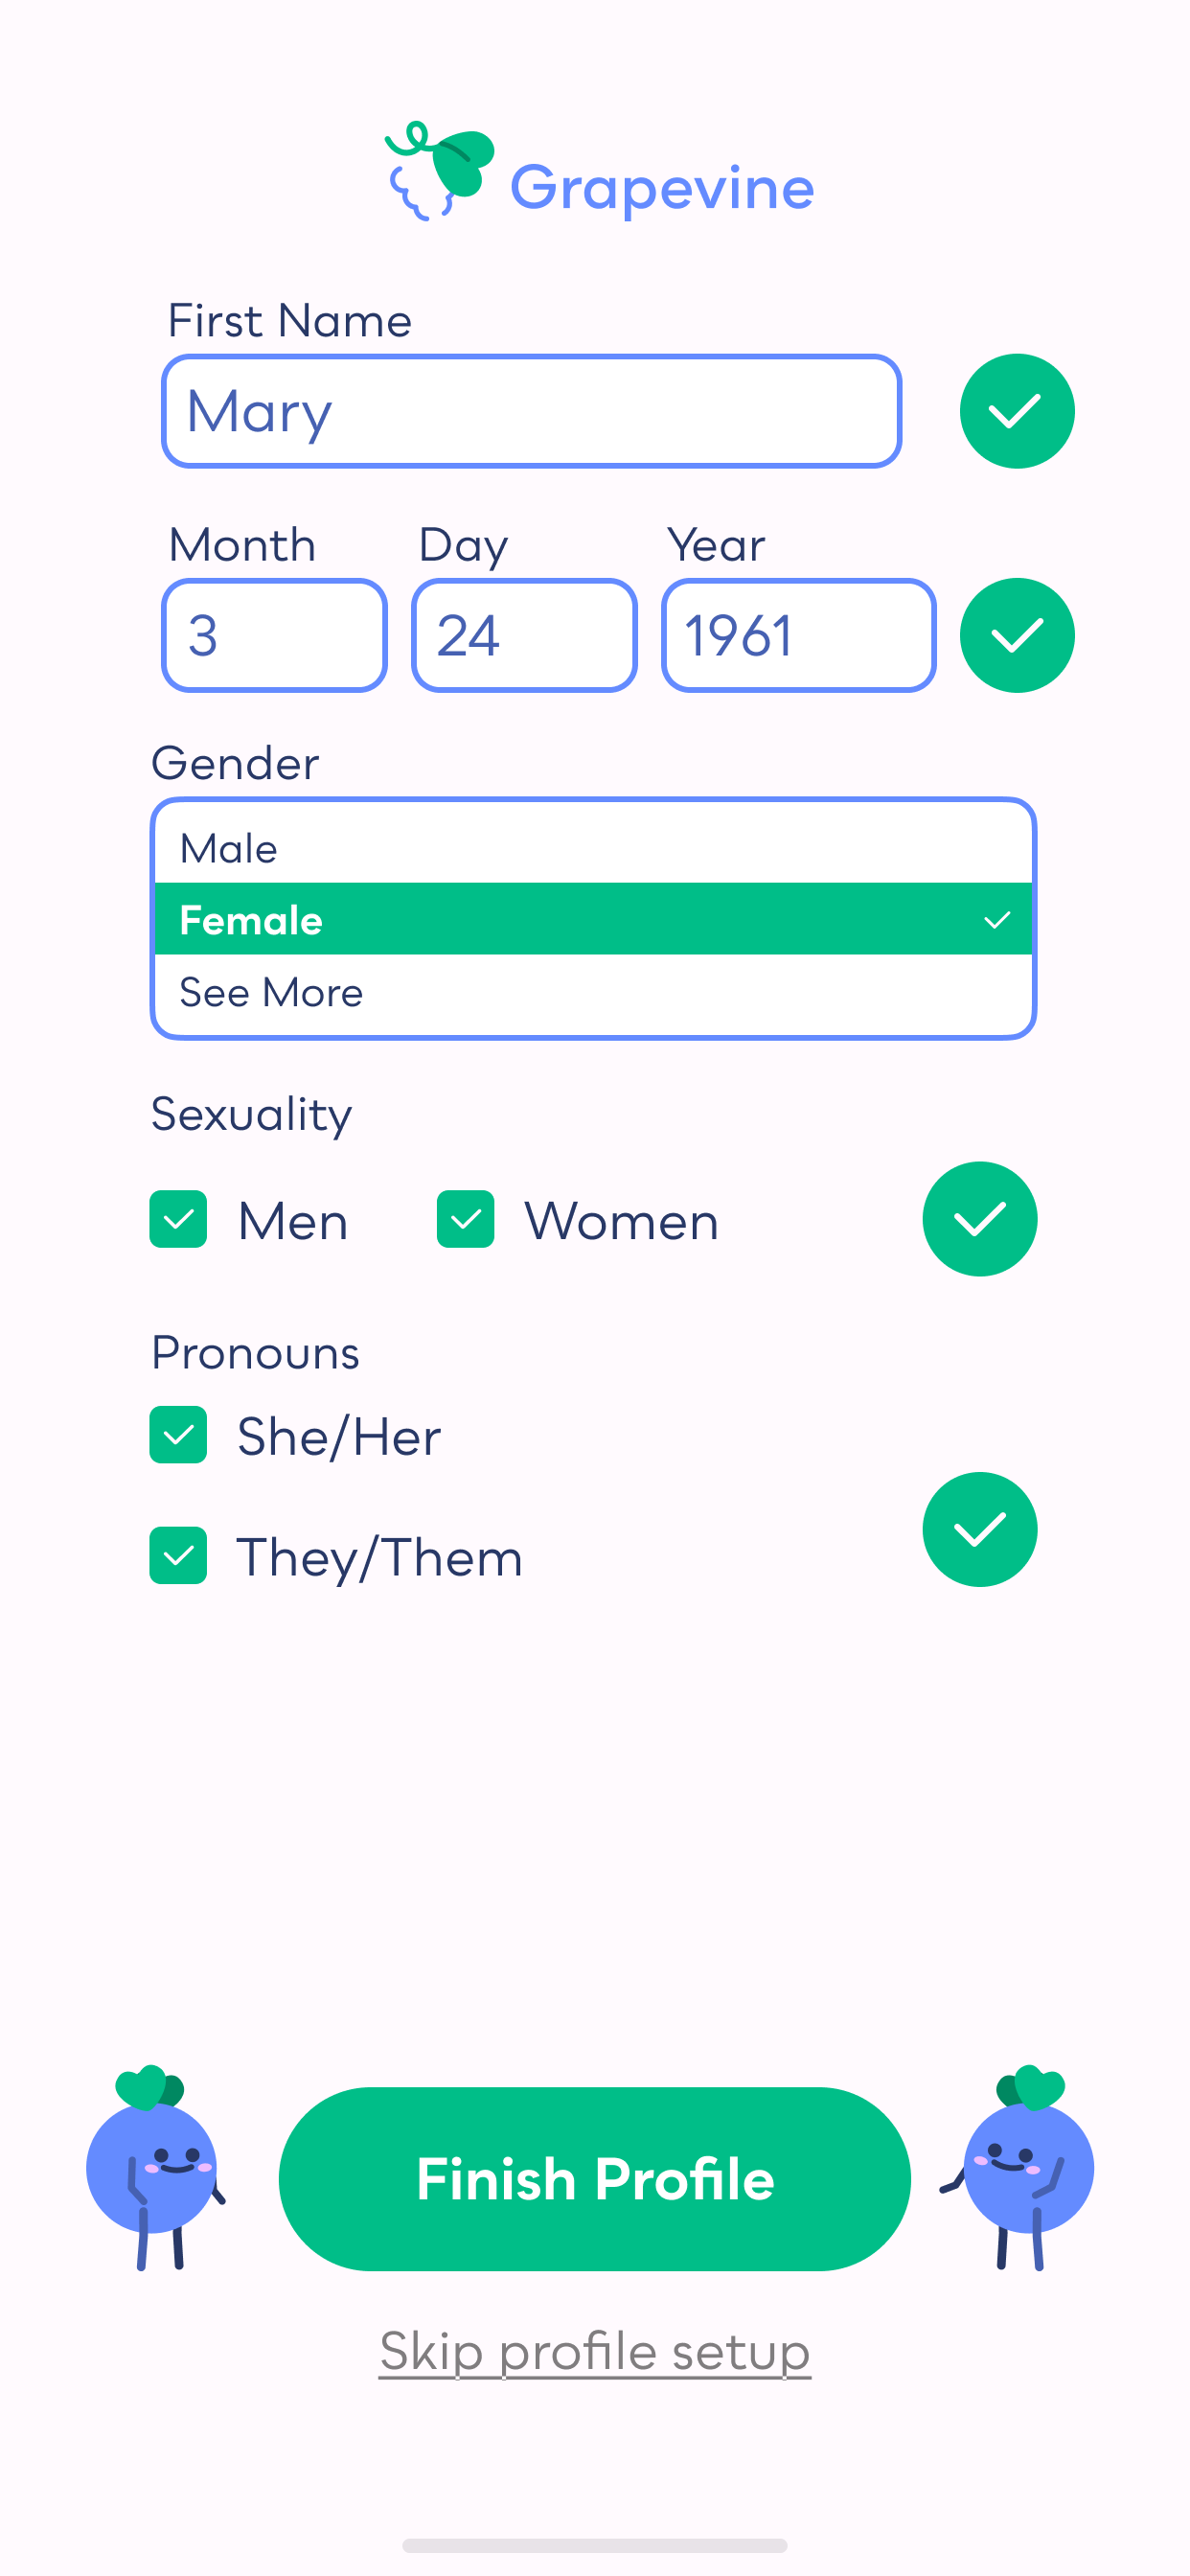 Grapevine
First Name
Mary
Month Day Year
3 24 1961
Gender
Male
Female
See More
Sexuality
Men Women
Pronouns
She/Her
They/Them
Finish Profile
Skip profile setup